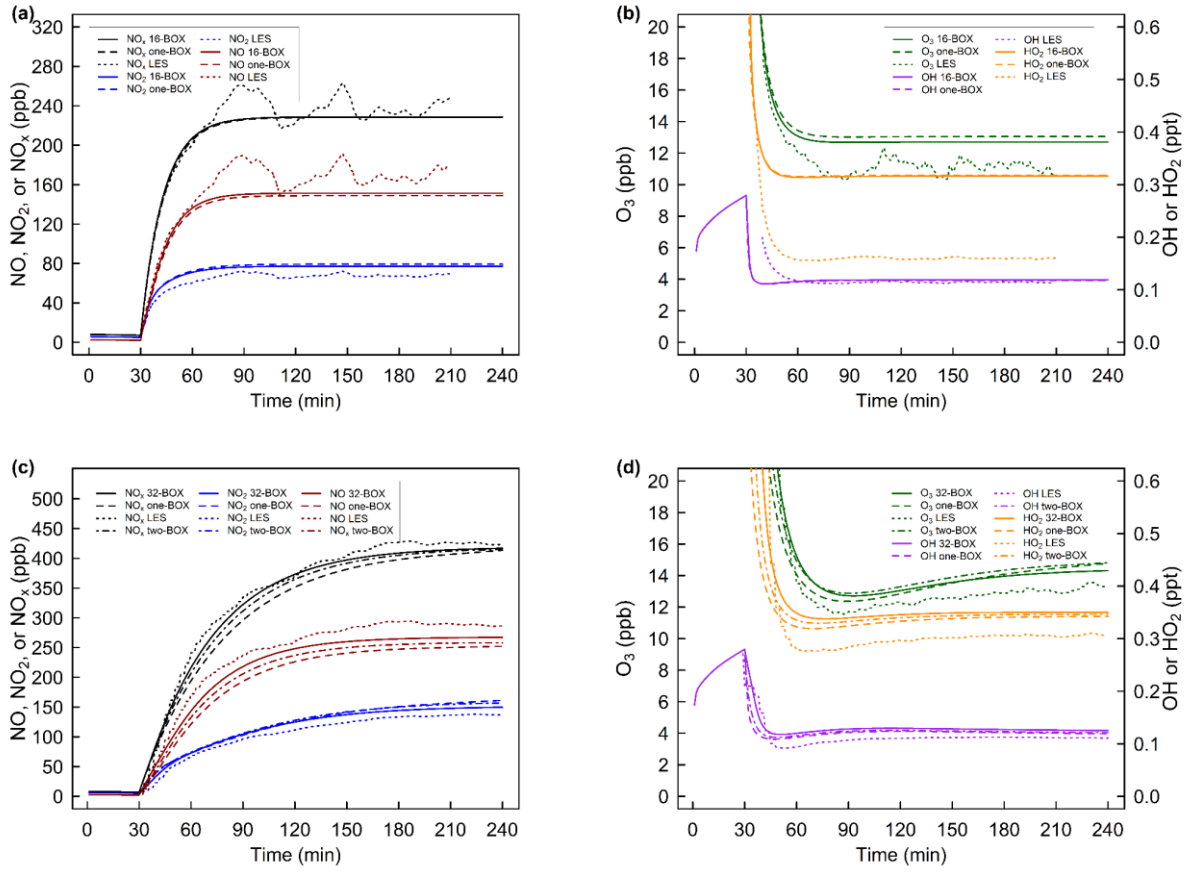 (a)
NO, NO2, or NOx (ppb)
320
280
240
200
160
120
80
40
0
NOx 16-BOX
NOx one-BOX
NOx LES
NO2 16-BOX
NO2 one-BOX
NO2 LES
NO 16-BOX
NO one-BOX
NO LES
0 30 60 90 120 150 180 210 240
Time (min)
(b)
O3 (ppb)
20
18
16
14
12
10
8
6
4
2
0
O3 16-BOX
O3 one-BOX
O3 LES
OH 16-BOX
OH one-BOX
OH LES
HO2 16-BOX
HO2 one-BOX
HO2 LES
0.6
0.5
0.4
0.3
0.2
0.1
0.0
OH or HO2 (ppt)
0 30 60 90 120 150 180 210 240
Time (min)
(c)
NO, NO2, or NOx (ppb)
500
450
400
350
300
250
200
150
100
50
0
NOx 32-BOX
NOx one-BOX
NOx LES
NOx two-BOX
NO2 32-BOX
NO2 one-BOX
NO2 LES
NO2 two-BOX
NO 32-BOX
NO one-BOX
NO LES
NOx two-BOX
0 30 60 90 120 150 180 210 240
Time (min)
(d)
O3 (ppb)
20
18
16
14
12
10
8
6
4
2
0
O3 32-BOX
O3 one-BOX
O3 LES
O3 two-BOX
OH 32-BOX
OH one-BOX
OH LES
OH two-BOX
HO2 32-BOX
HO2 one-BOX
HO2 LES
HO2 two-BOX
0.6
0.5
0.4
0.3
0.2
0.1
0.0
OH or HO2 (ppt)
0 30 60 90 120 150 180 210 240
Time (min)